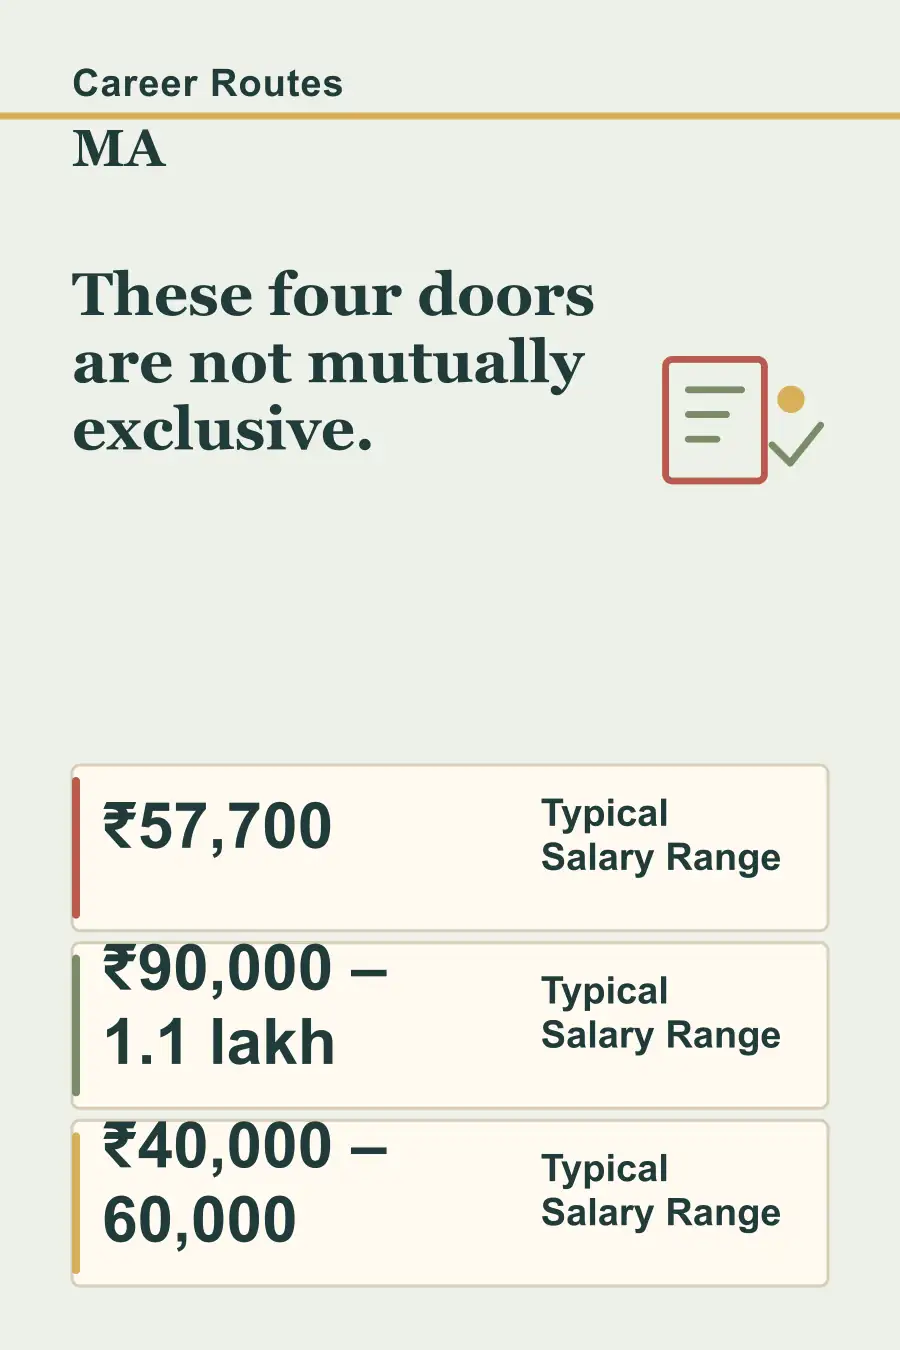 Career Routes
MA
These four doors
are not mutually
exclusive.
₹57,700
Typical
Salary Range
₹90,000 –
1.1 lakh
Typical
Salary Range
₹40,000 –
60,000
Typical
Salary Range